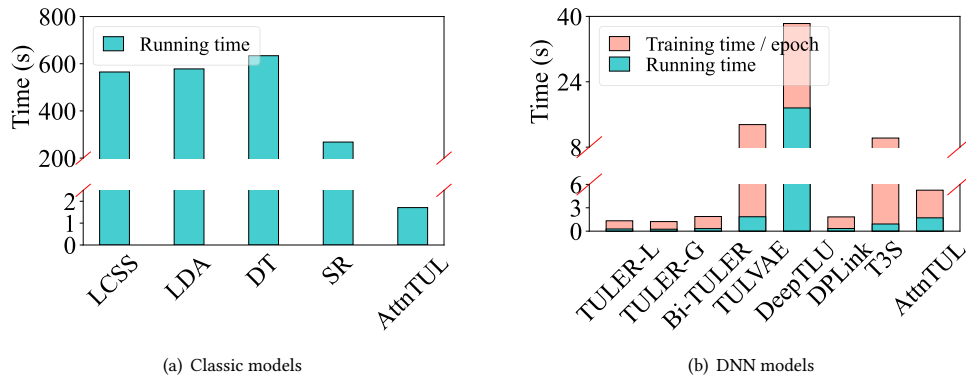 800
600
400
200
2
1
0
Time (s)
Running time
LCSS
LDA
DT
SR
AttnTUL
(a) Classic models
40
24
8
6
3
0
Time (s)
Training time / epoch
Running time
TULER-L
TULER-G
Bi-TULER
TULVAE
DeepTLU
DPLink
T3S
AttnTUL
(b) DNN models